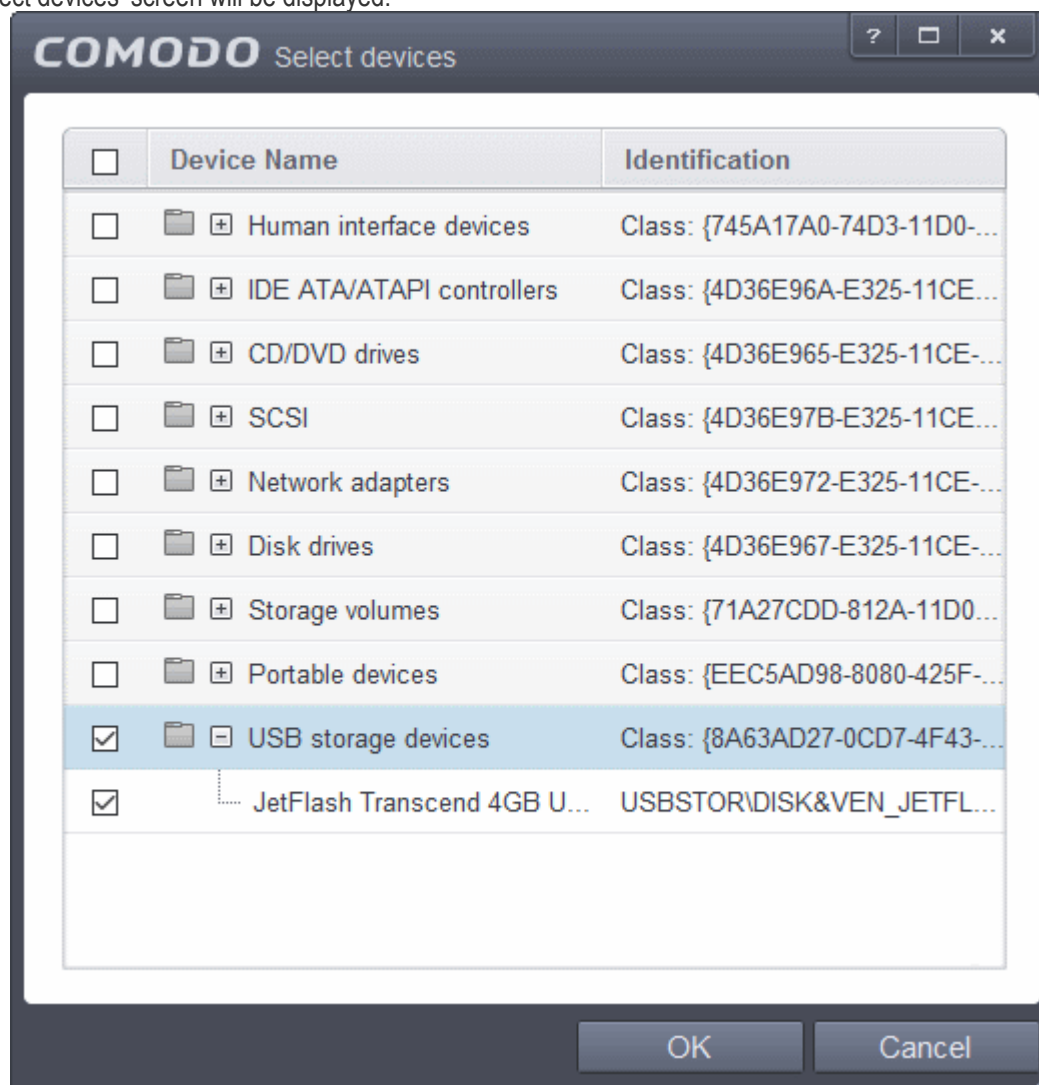 ect devices' screen will be displayed.
COMODO Select devices ? x
Device Name Identification
Human interface devices Class: {745A17A0-74D3-11D0-...
IDE ATA/ATAPI controllers Class: {4D36E96A-E325-11CE...
CD/DVD drives Class: {4D36E965-E325-11CE-...
SCSI Class: {4D36E97B-E325-11CE...
Network adapters Class: {4D36E972-E325-11CE-...
Disk drives Class: {4D36E967-E325-11CE-...
Storage volumes Class: {71A27CDD-812A-11D0...
Portable devices Class: {EEC5AD98-8080-425F-...
USB storage devices Class: {8A63AD27-0CD7-4F43-...
JetFlash Transcend 4GB U... USBSTOR\DISK&VEN_JETFL...
OK Cancel